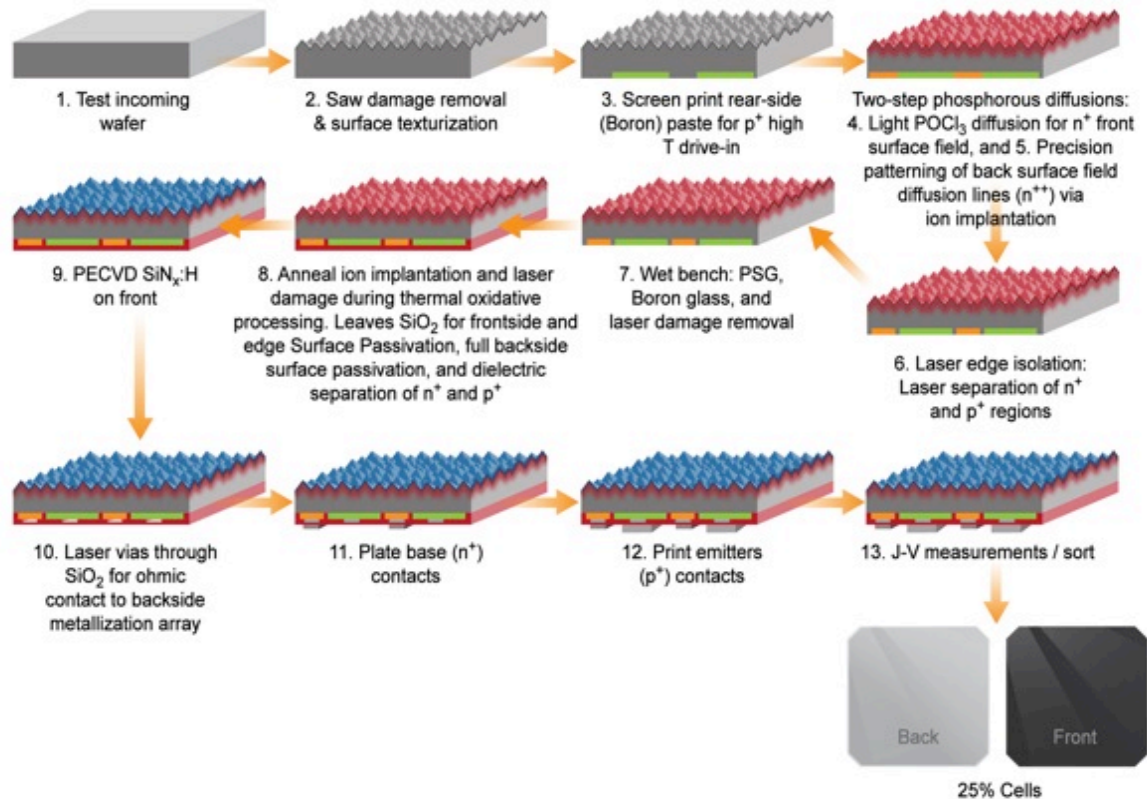 1. Test incoming
wafer
2. Saw damage removal
& surface texturization
3. Screen print rear-side
(Boron) paste for p⁺ high
T drive-in
Two-step phosphorous diffusions:
4. Light POCl₃ diffusion for n⁺ front
surface field, and 5. Precision
patterning of back surface field
diffusion lines (n⁺⁺) via
ion implantation
6. Laser edge isolation:
Laser separation of n⁺
and p⁺ regions
7. Wet bench: PSG,
Boron glass, and
laser damage removal
8. Anneal ion implantation and laser
damage during thermal oxidative
processing. Leaves SiO₂ for frontside and
edge Surface Passivation, full backside
surface passivation, and dielectric
separation of n⁺ and p⁺
9. PECVD SiNₓ:H
on front
10. Laser vias through
SiO₂ for ohmic
contact to backside
metallization array
11. Plate base (n⁺)
contacts
12. Print emitters
(p⁺) contacts
13. J-V measurements / sort
Back
Front
25% Cells